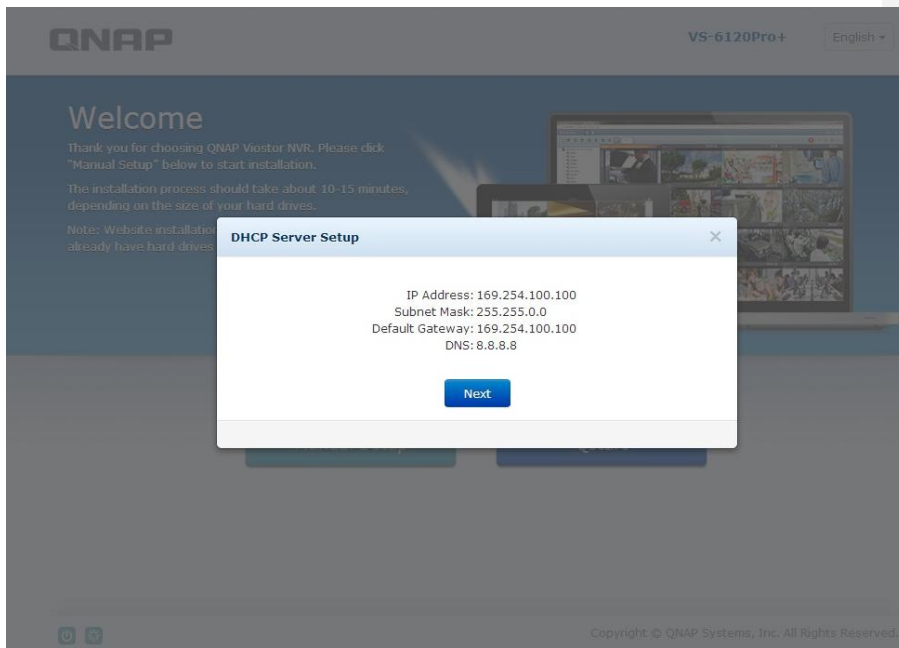 QNAP
VS-6120Pro+
English
Welcome
Thank you for choosing QNAP Viostor NVR. Please click
"Manual Setup" below to start installation.
The installation process should take about 10-15 minutes,
depending on the size of your hard drives.
Note: Website installation
already have hard drives
DHCP Server Setup
IP Address: 169.254.100.100
Subnet Mask: 255.255.0.0
Default Gateway: 169.254.100.100
DNS: 8.8.8.8
Next
Copyright © QNAP Systems, Inc. All Rights Reserved.